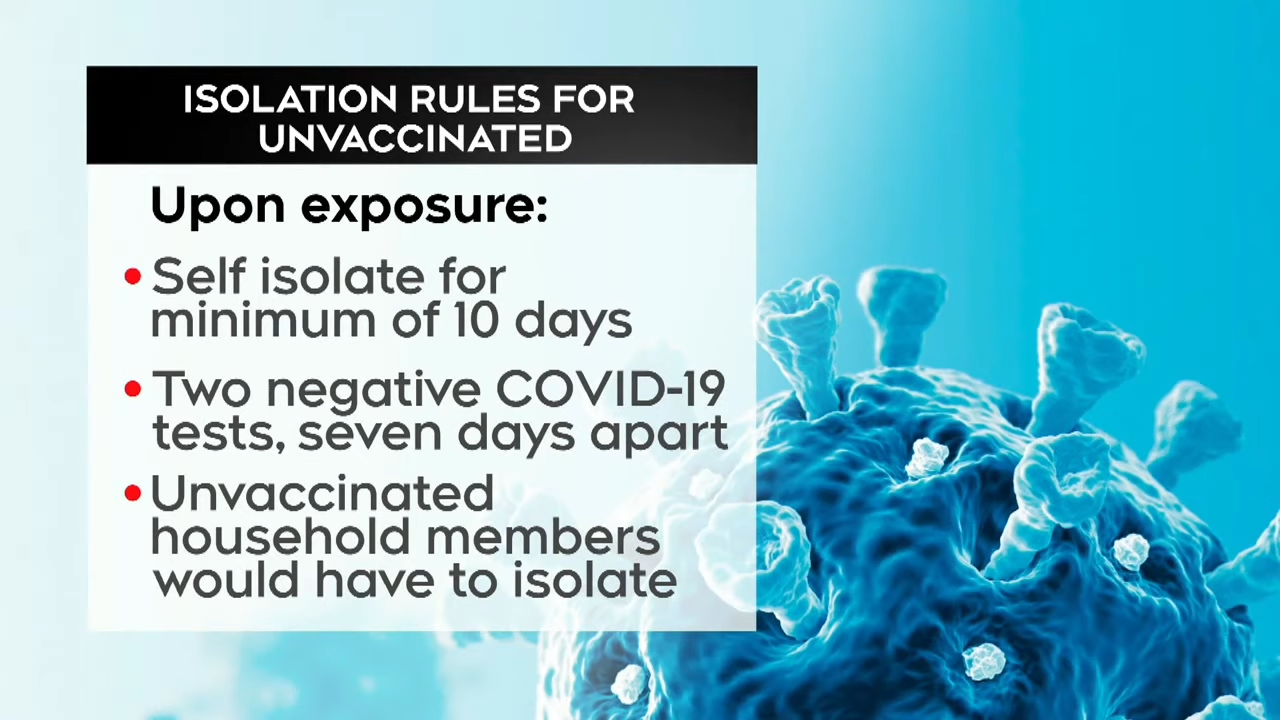 ISOLATION RULES FOR
UNVACCINATED
Upon exposure:
• Self isolate for
minimum of 10 days
• Two negative COVID-19
tests, seven days apart
• Unvaccinated
household members
would have to isolate